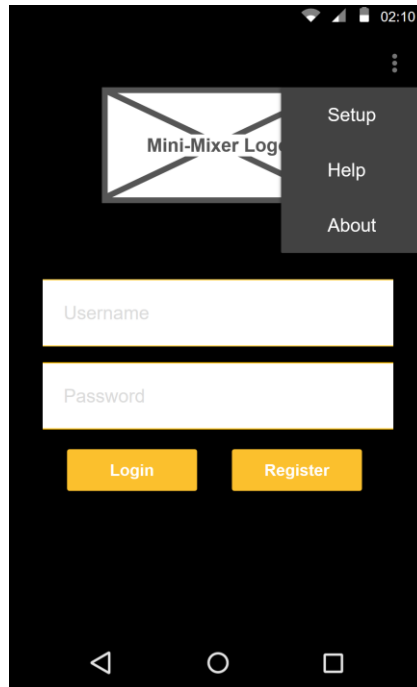 02:10
Mini-Mixer Logo
Setup
Help
About
Username
Password
Login
Register